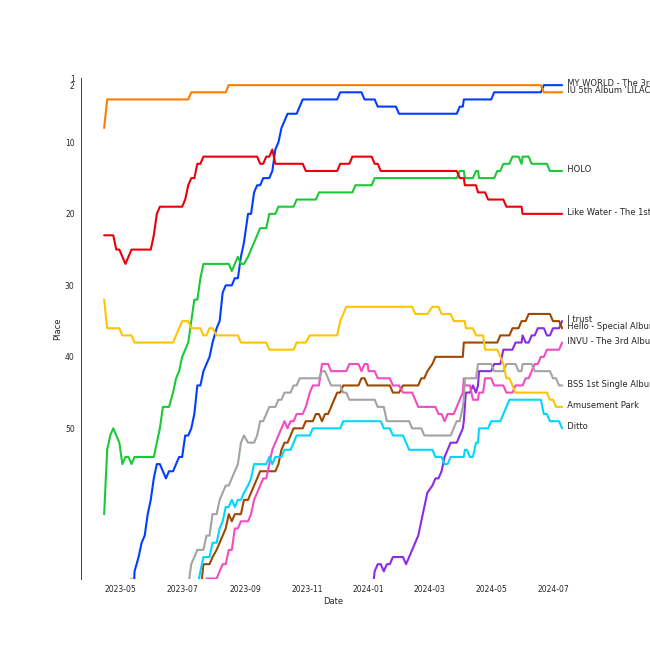 1
2
10
20
30
40
50
Place
2023-05
2023-07
2023-09
2023-11
2024-01
2024-03
2024-05
2024-07
Date
MY WORLD - The 3r
IU 5th Album 'LILAC
HOLO
Like Water - The 1st
I trust
Hello - Special Albu
INVU - The 3rd Albu
BSS 1st Single Albu
Amusement Park
Ditto